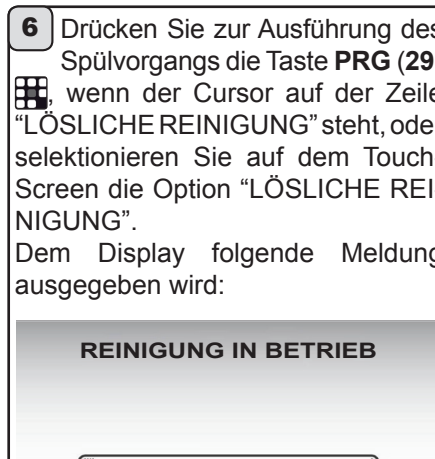 6 Drücken Sie zur Ausführung des
Spülvorgangs die Taste PRG (29
, wenn der Cursor auf der Zeile
“LÖSLICHE REINIGUNG” steht, ode
selektionieren Sie auf dem Touch
Screen die Option “LÖSLICHE REI
NIGUNG”.
Dem Display folgende Meldung
ausgegeben wird:
REINIGUNG IN BETRIEB